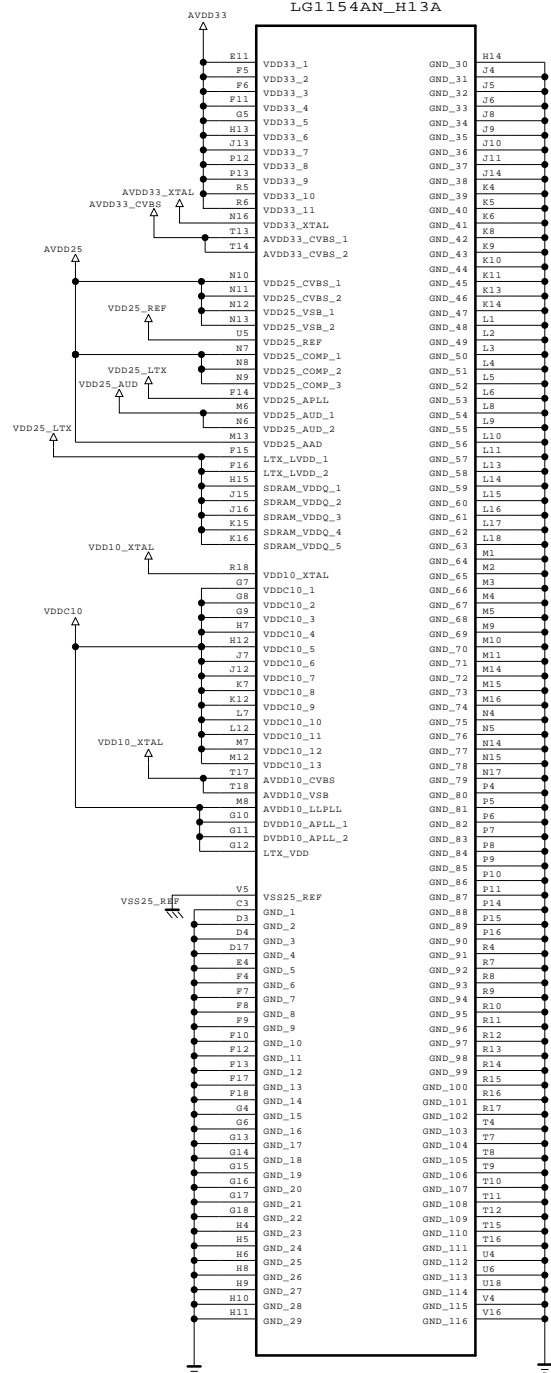 LG1154AN_H13A
AVDD33
E11 VDD33_1 GND_30 H14
F5 VDD33_2 GND_31 J4
F6 VDD33_3 GND_32 J5
F11 VDD33_4 GND_33 J6
G5 VDD33_5 GND_34 J8
H13 VDD33_6 GND_35 J9
J13 VDD33_7 GND_36 J10
P12 VDD33_8 GND_37 J11
P13 VDD33_9 GND_38 J14
AVDD33_XTAL
R5 VDD33_10 GND_39 K4
AVDD33_CVBS
R6 VDD33_11 GND_40 K5
N16 VDD33_XTAL GND_41 K6
T13 AVDD33_CVBS_1 GND_42 K8
T14 AVDD33_CVBS_2 GND_43 K9
AVDD25
GND_44 K10
N10 VDD25_CVBS_1 GND_45 K11
N11 VDD25_CVBS_2 GND_46 K13
N12 VDD25_VSB_1 GND_47 K14
VDD25_REF
N13 VDD25_VSB_2 GND_48 L1
U5 VDD25_REF GND_49 L2
N7 VDD25_COMP_1 GND_50 L3
N8 VDD25_COMP_2 GND_51 L4
VDD25_LTX
N9 VDD25_COMP_3 GND_52 L5
VDD25_AUD
F14 VDD25_APLL GND_53 L6
M6 VDD25_AUD_1 GND_54 L8
N6 VDD25_AUD_2 GND_55 L9
VDD25_LTX
M13 VDD25_AAD GND_56 L10
F15 LTX_LVDD_1 GND_57 L11
F16 LTX_LVDD_2 GND_58 L13
H15 SDRAM_VDDQ_1 GND_59 L14
J15 SDRAM_VDDQ_2 GND_60 L15
J16 SDRAM_VDDQ_3 GND_61 L16
K15 SDRAM_VDDQ_4 GND_62 L17
K16 SDRAM_VDDQ_5 GND_63 L18
VDD10_XTAL
GND_64 M1
R18 VDD10_XTAL GND_65 M2
G7 VDDC10_1 GND_66 M3
G8 VDDC10_2 GND_67 M4
VDDC10
G9 VDDC10_3 GND_68 M5
H7 VDDC10_4 GND_69 M9
H12 VDDC10_5 GND_70 M10
J7 VDDC10_6 GND_71 M11
J12 VDDC10_7 GND_72 M14
K7 VDDC10_8 GND_73 M15
K12 VDDC10_9 GND_74 M16
L7 VDDC10_10 GND_75 N4
L12 VDDC10_11 GND_76 N5
VDD10_XTAL
M7 VDDC10_12 GND_77 N14
M12 VDDC10_13 GND_78 N15
T17 AVDD10_CVBS GND_79 N17
T18 AVDD10_VSB GND_80 P4
M8 AVDD10_LLPLL GND_81 P5
G10 DVDD10_APLL_1 GND_82 P6
G11 DVDD10_APLL_2 GND_83 P7
G12 LTX_VDD GND_84 P8
GND_85 P9
GND_86 P10
V5 VSS25_REF GND_87 P11
VSS25_REF
C3 GND_1 GND_88 P14
D3 GND_2 GND_89 P15
D4 GND_3 GND_90 P16
D17 GND_4 GND_91 R4
E4 GND_5 GND_92 R7
F4 GND_6 GND_93 R8
F7 GND_7 GND_94 R9
F8 GND_8 GND_95 R10
F9 GND_9 GND_96 R11
F10 GND_10 GND_97 R12
F12 GND_11 GND_98 R13
F13 GND_12 GND_99 R14
F17 GND_13 GND_100 R15
F18 GND_14 GND_101 R16
G4 GND_15 GND_102 R17
G6 GND_16 GND_103 T4
G13 GND_17 GND_104 T7
G14 GND_18 GND_105 T8
G15 GND_19 GND_106 T9
G16 GND_20 GND_107 T10
G17 GND_21 GND_108 T11
G18 GND_22 GND_109 T12
H4 GND_23 GND_110 T15
H5 GND_24 GND_111 T16
H6 GND_25 GND_112 U4
H8 GND_26 GND_113 U6
H9 GND_27 GND_114 U18
H10 GND_28 GND_115 V4
H11 GND_29 GND_116 V16